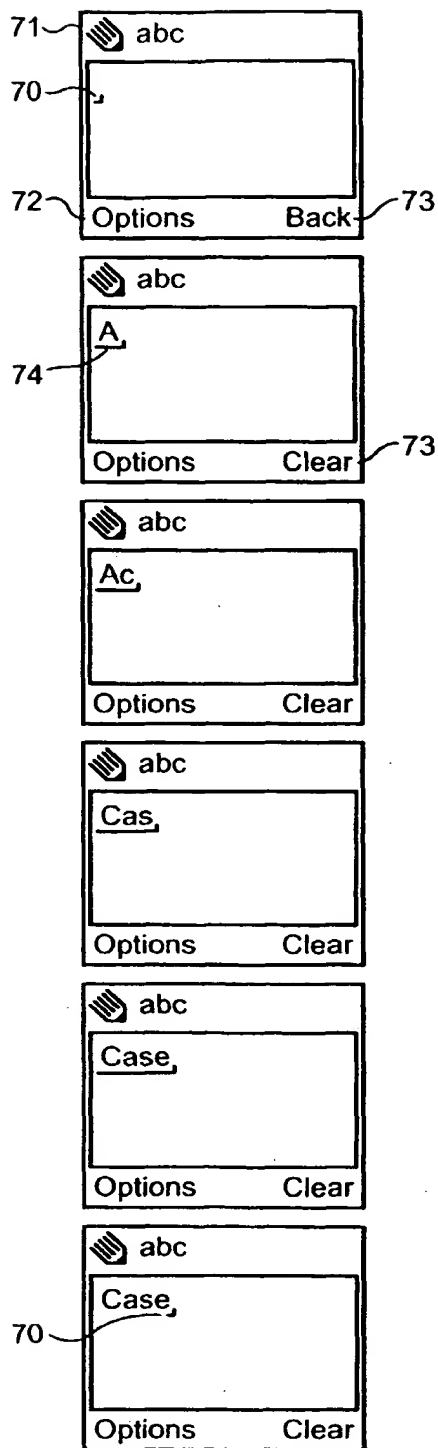 71 abc
70
72 Options Back 73
abc
A
74
Options Clear 73
abc
Ac
Options Clear
abc
Cas
Options Clear
abc
Case
Options Clear
abc
Case
70
Options Clear